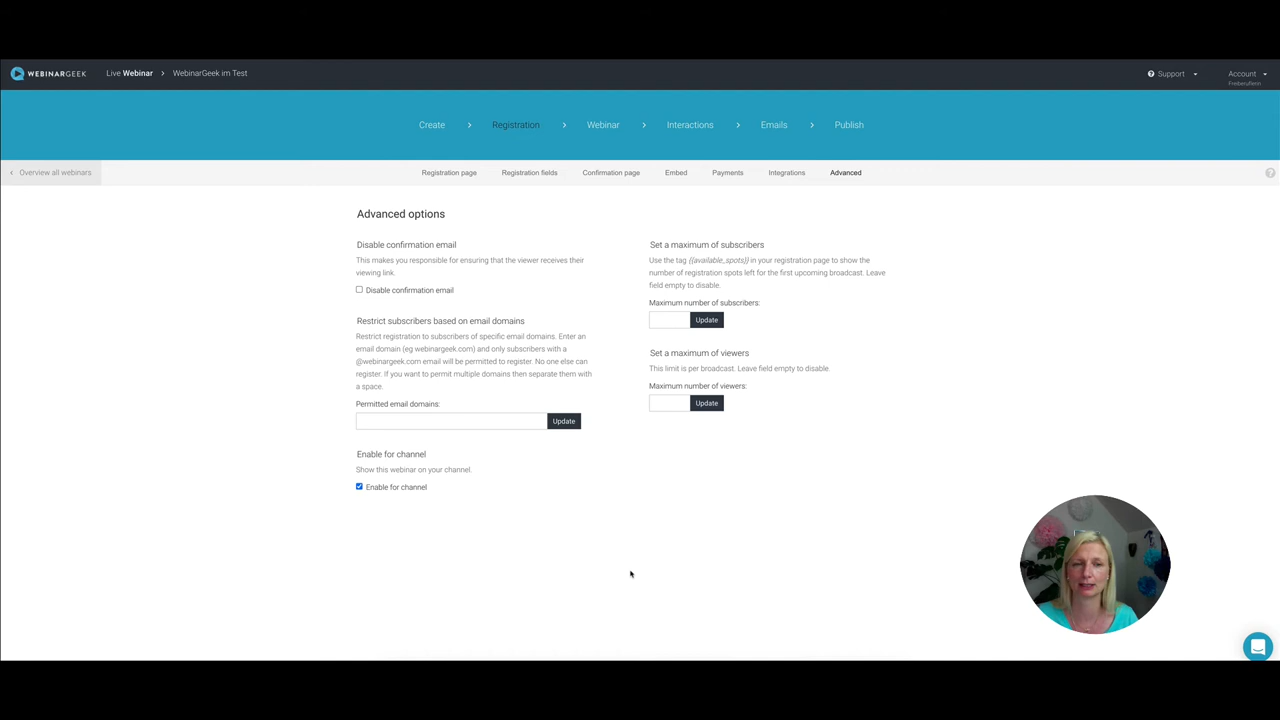 WEBINARGEEK
Live Webinar > WebinarGeek im Test
Support
Account
Freiberuflerin
Create > Registration > Webinar > Interactions > Emails > Publish
< Overview all webinars
Registration page Registration fields Confirmation page Embed Payments Integrations Advanced
?
Advanced options
Disable confirmation email
This makes you responsible for ensuring that the viewer receives their
viewing link.
Disable confirmation email
Restrict subscribers based on email domains
Restrict registration to subscribers of specific email domains. Enter an
email domain (eg webinargeek.com) and only subscribers with a
@webinargeek.com email will be permitted to register. No one else can
register. If you want to permit multiple domains then separate them with
a space.
Permitted email domains:
Update
Enable for channel
Show this webinar on your channel.
Enable for channel
Set a maximum of subscribers
Use the tag {{available_spots}} in your registration page to show the
number of registration spots left for the first upcoming broadcast. Leave
field empty to disable.
Maximum number of subscribers:
Update
Set a maximum of viewers
This limit is per broadcast. Leave field empty to disable.
Maximum number of viewers:
Update